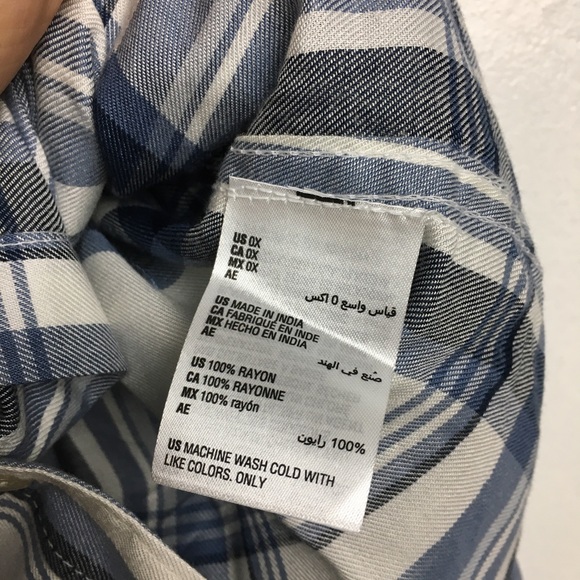 US 0X
CA 0X
MX 0X
AE
قياس واسع 0 اكس
US MADE IN INDIA
CA FABRIQUE EN INDE
MX HECHO EN INDIA
AE
صُنع في الهند
US 100% RAYON
CA 100% RAYONNE
MX 100% rayón
AE
100% رايون
US MACHINE WASH COLD WITH
LIKE COLORS. ONLY